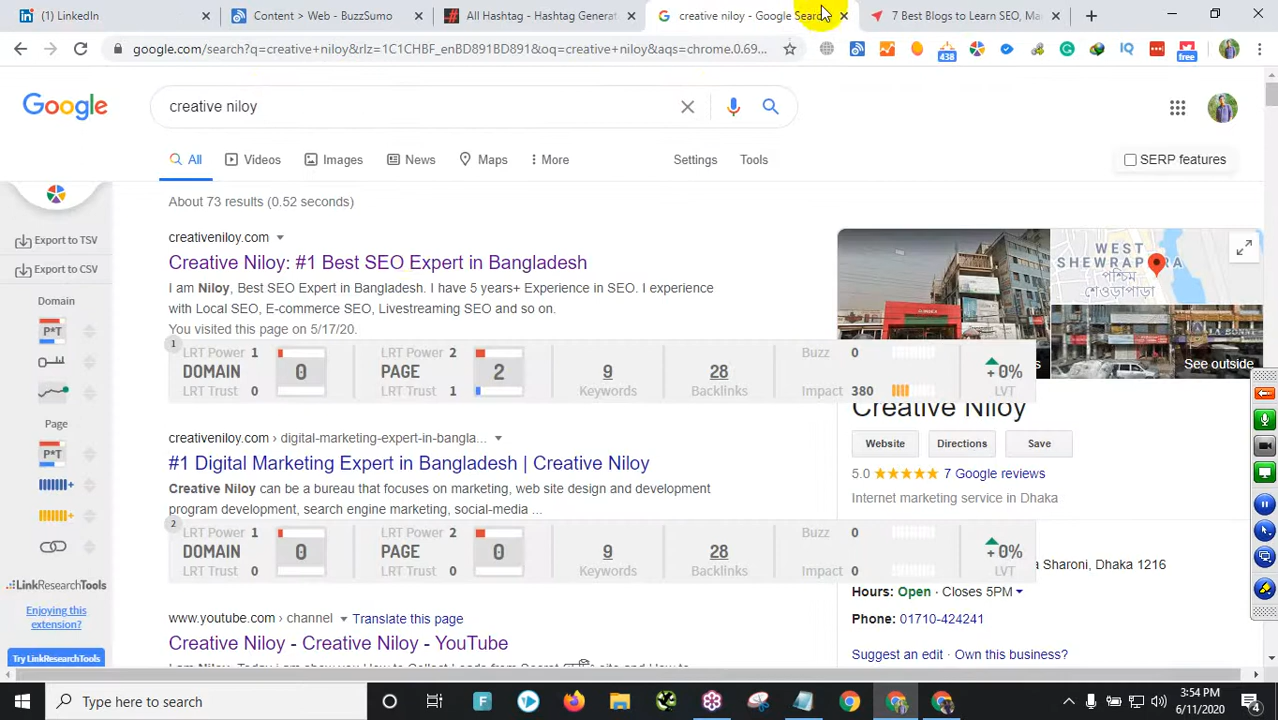 (1) LinkedIn
Content > Web - BuzzSumo
All Hashtag - Hashtag Generat
creative niloy - Google Search
7 Best Blogs to Learn SEO, Ma
google.com/search?q=creative+niloy&rlz=1C1CHBF_enBD891BD891&oq=creative+niloy&aqs=chrome.0.69...
438
IQ
free
Google
creative niloy
All
Videos
Images
News
Maps
More
Settings
Tools
SERP features
About 73 results (0.52 seconds)
Export to TSV
Export to CSV
Domain
P*T
Page
P*T
LinkResearchTools
Enjoying this
extension?
Try LinkResearchTools
creativeniloy.com
Creative Niloy: #1 Best SEO Expert in Bangladesh
I am Niloy, Best SEO Expert in Bangladesh. I have 5 years+ Experience in SEO. I experience
with Local SEO, E-commerce SEO, Livestreaming SEO and so on.
You visited this page on 5/17/20.
1
LRT Power 1 LRT Power 2 Buzz 0
DOMAIN 0 PAGE 2 9 28 +0%
LRT Trust 0 LRT Trust 1 Keywords Backlinks Impact 380 LVT
creativeniloy.com › digital-marketing-expert-in-bangla...
#1 Digital Marketing Expert in Bangladesh | Creative Niloy
Creative Niloy can be a bureau that focuses on marketing, web site design and development
program development, search engine marketing, social-media ...
2
LRT Power 1 LRT Power 2 Buzz 0
DOMAIN 0 PAGE 0 9 28 +0%
LRT Trust 0 LRT Trust 0 Keywords Backlinks Impact 0 LVT
www.youtube.com › channel Translate this page
Creative Niloy - Creative Niloy - YouTube
WEST
SHEWRAPARA
পশ্চিম
শেওড়াপাড়া
See outside
Creative Niloy
Website
Directions
Save
5.0 7 Google reviews
Internet marketing service in Dhaka
Sharoni, Dhaka 1216
Hours: Open · Closes 5PM
Phone: 01710-424241
Suggest an edit · Own this business?
Type here to search
3:54 PM
6/11/2020
4